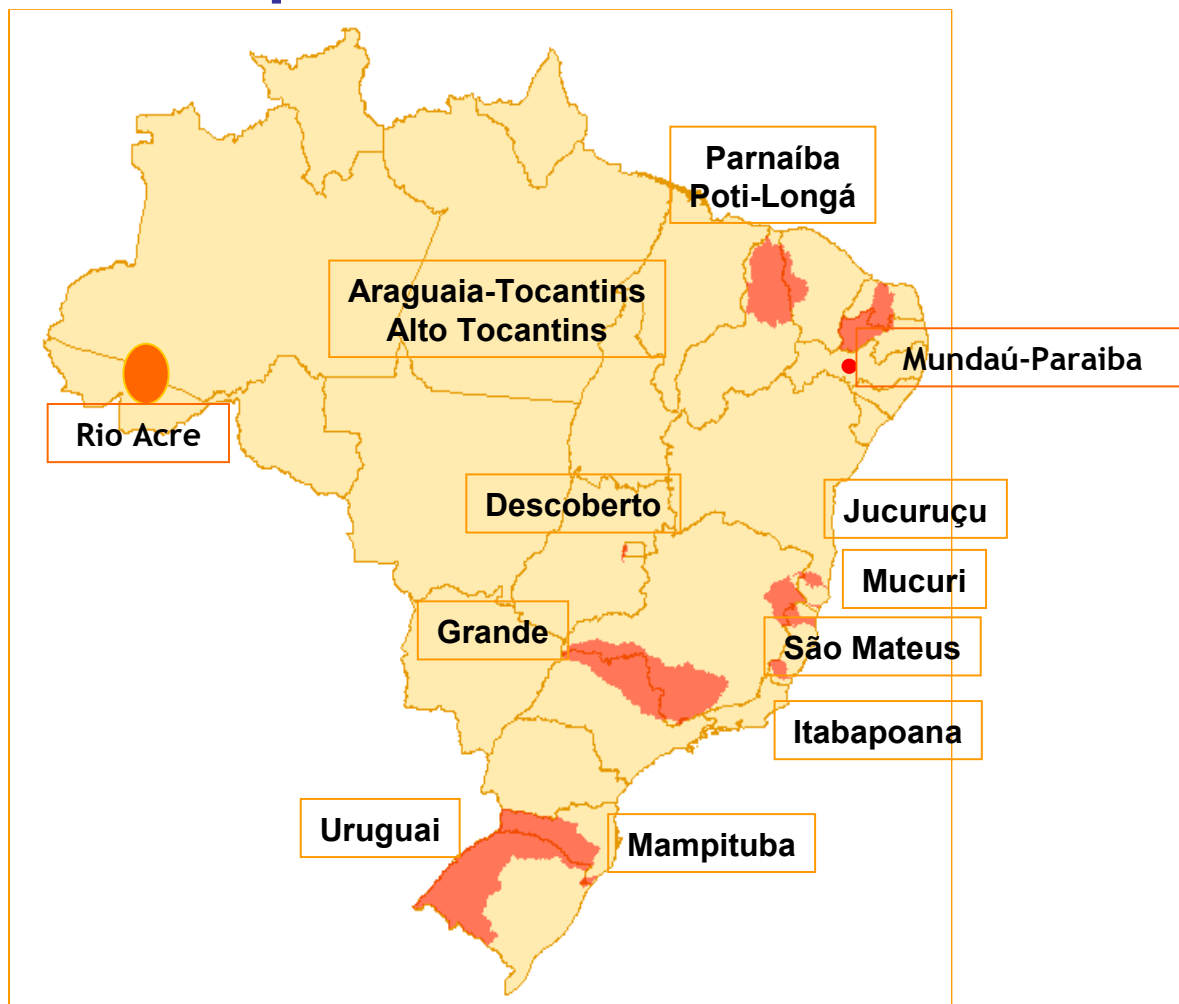 Parnaíba
Poti-Longá
Araguaia-Tocantins
Alto Tocantins
Mundaú-Paraiba
Rio Acre
Descoberto
Jucuruçu
Mucuri
Grande
São Mateus
Itabapoana
Uruguai
Mampituba